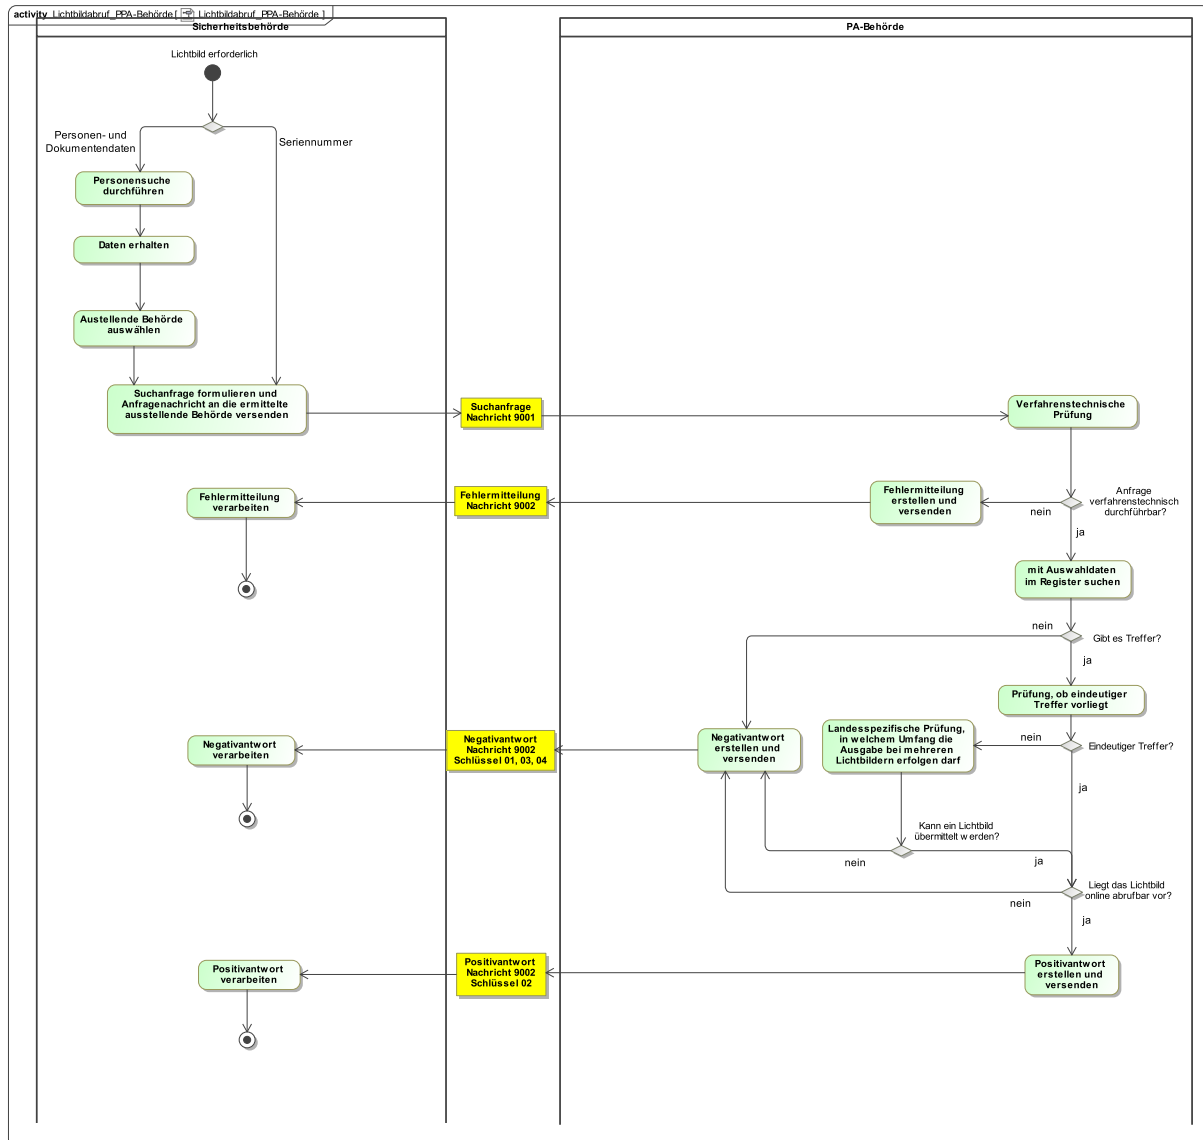 activity Lichtbildabruf_PPA-Behörde [ Lichtbildabruf_PPA-Behörde ]
Sicherheitsbehörde
PA-Behörde
Lichtbild erforderlich
Personen- und
Dokumentendaten
Seriennummer
Personensuche
durchführen
Daten erhalten
Austellende Behörde
auswählen
Suchanfrage formulieren und
Anfragenachricht an die ermittelte
ausstellende Behörde versenden
Suchanfrage
Nachricht 9001
Verfahrenstechnische
Prüfung
Fehlermitteilung
verarbeiten
Fehlermitteilung
Nachricht 9002
Fehlermitteilung
erstellen und
versenden
nein
Anfrage
verfahrenstechnisch
durchführbar?
ja
mit Auswahldaten
im Register suchen
nein
Gibt es Treffer?
ja
Prüfung, ob eindeutiger
Treffer vorliegt
Negativantwort
verarbeiten
Negativantwort
Nachricht 9002
Schlüssel 01, 03, 04
Negativantwort
erstellen und
versenden
Landesspezifische Prüfung,
in welchem Umfang die
Ausgabe bei mehreren
Lichtbildern erfolgen darf
nein
Eindeutiger Treffer?
ja
Kann ein Lichtbild
übermittelt werden?
nein
ja
Liegt das Lichtbild
online abrufbar vor?
nein
ja
Positivantwort
verarbeiten
Positivantwort
Nachricht 9002
Schlüssel 02
Positivantwort
erstellen und
versenden